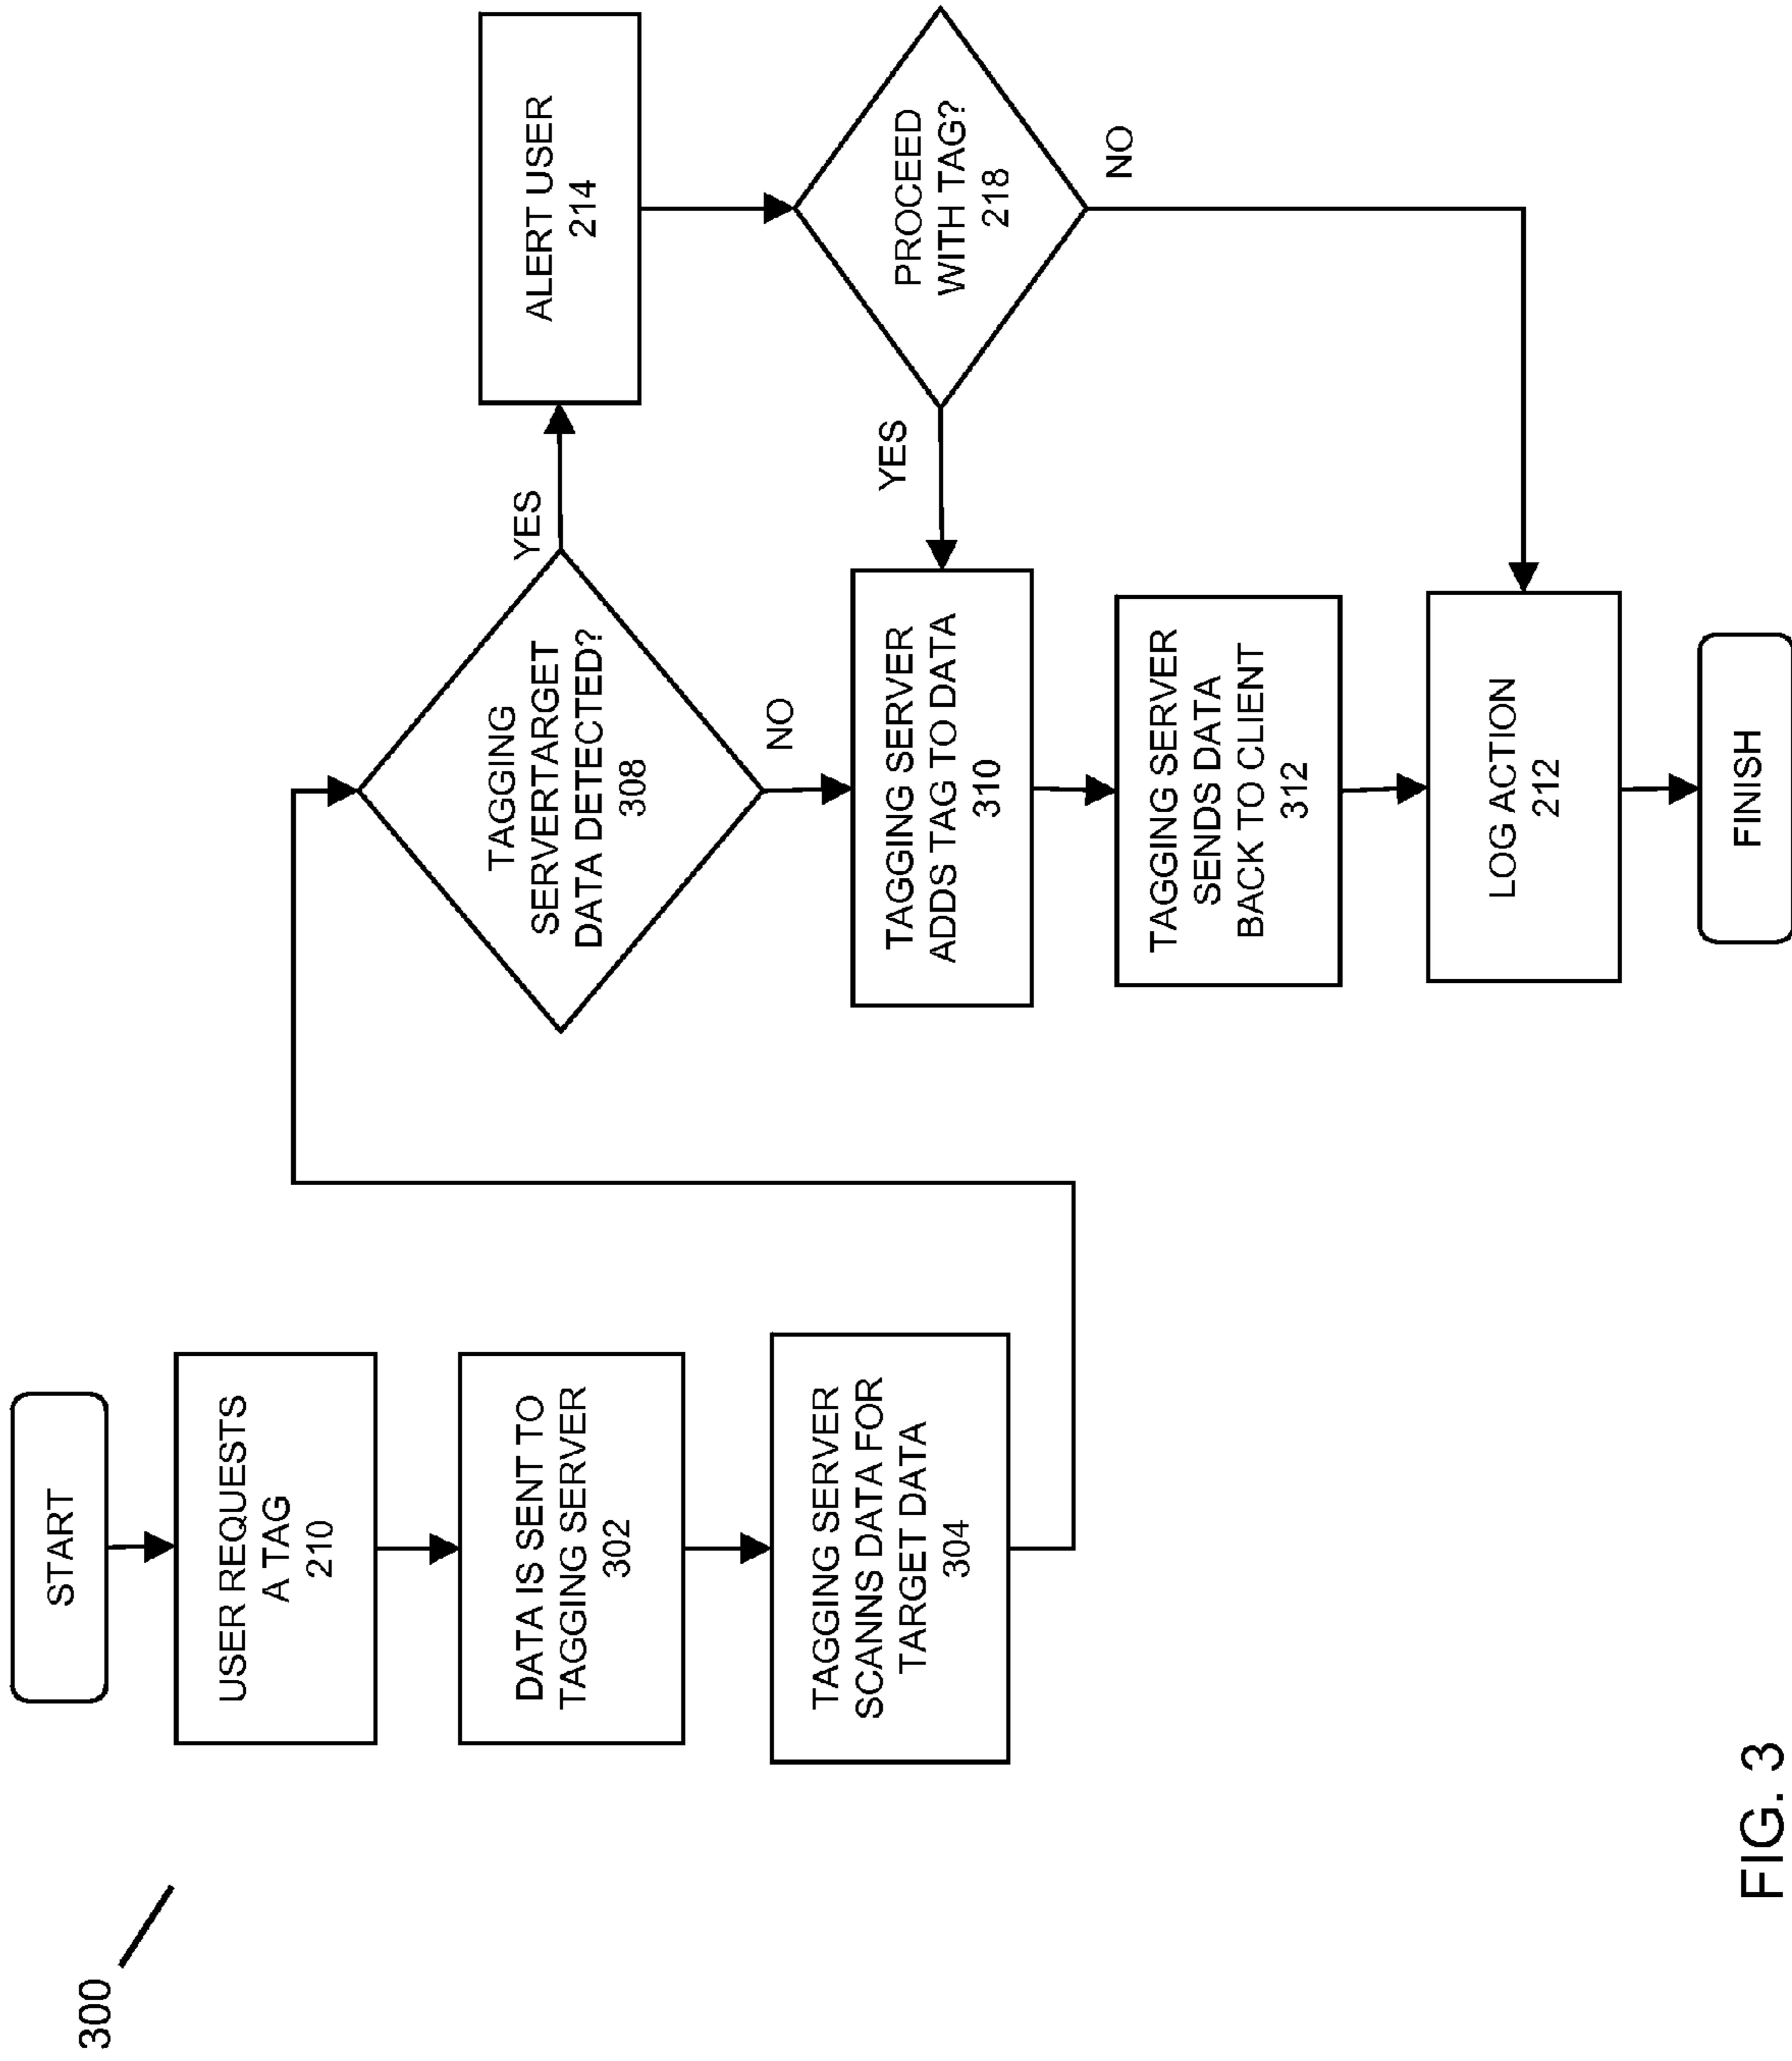 300
START
USER REQUESTS
A TAG
210
DATA IS SENT TO
TAGGING SERVER
302
TAGGING SERVER
SCANS DATA FOR
TARGET DATA
304
TAGGING
SERVERTARGET
DATA DETECTED?
308
YES
NO
ALERT USER
214
PROCEED
WITH TAG?
218
YES
NO
TAGGING SERVER
ADDS TAG TO DATA
310
TAGGING SERVER
SENDS DATA
BACK TO CLIENT
312
LOG ACTION
212
FINISH
FIG. 3